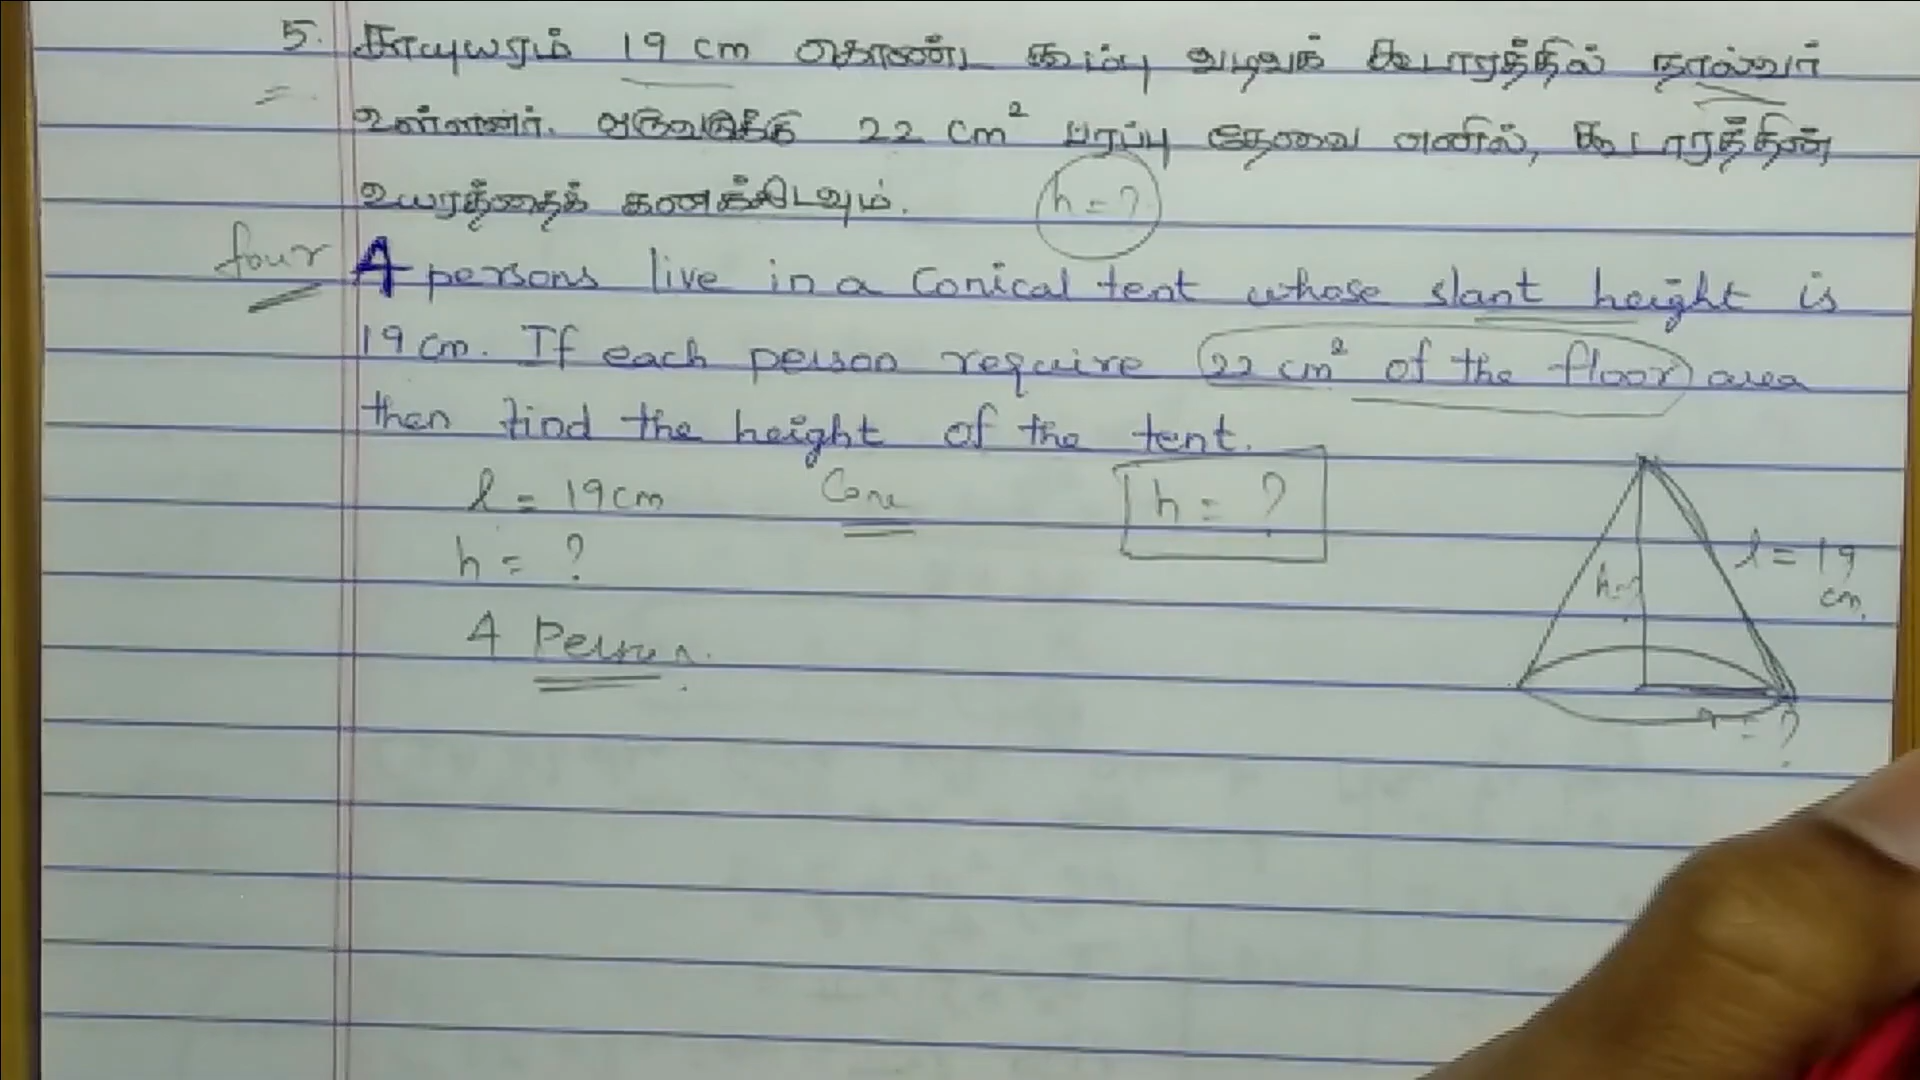 5. சாயுயரம் 19 cm கொண்ட கூம்பு வடிவக் கூடாரத்தில் நால்வர்
உள்ளனர். ஒருவருக்கு 22 cm² பரப்பு தேவை எனில், கூடாரத்தின்
உயரத்தைக் கணக்கிடவும். h = ?
four 4 persons live in a Conical tent whose slant height is
19 cm. If each person require 22 cm² of the floor area
then find the height of the tent.
l = 19cm Cone h = ?
h = ?
l = 19 cm
h = ?
4 Person.
r = ?